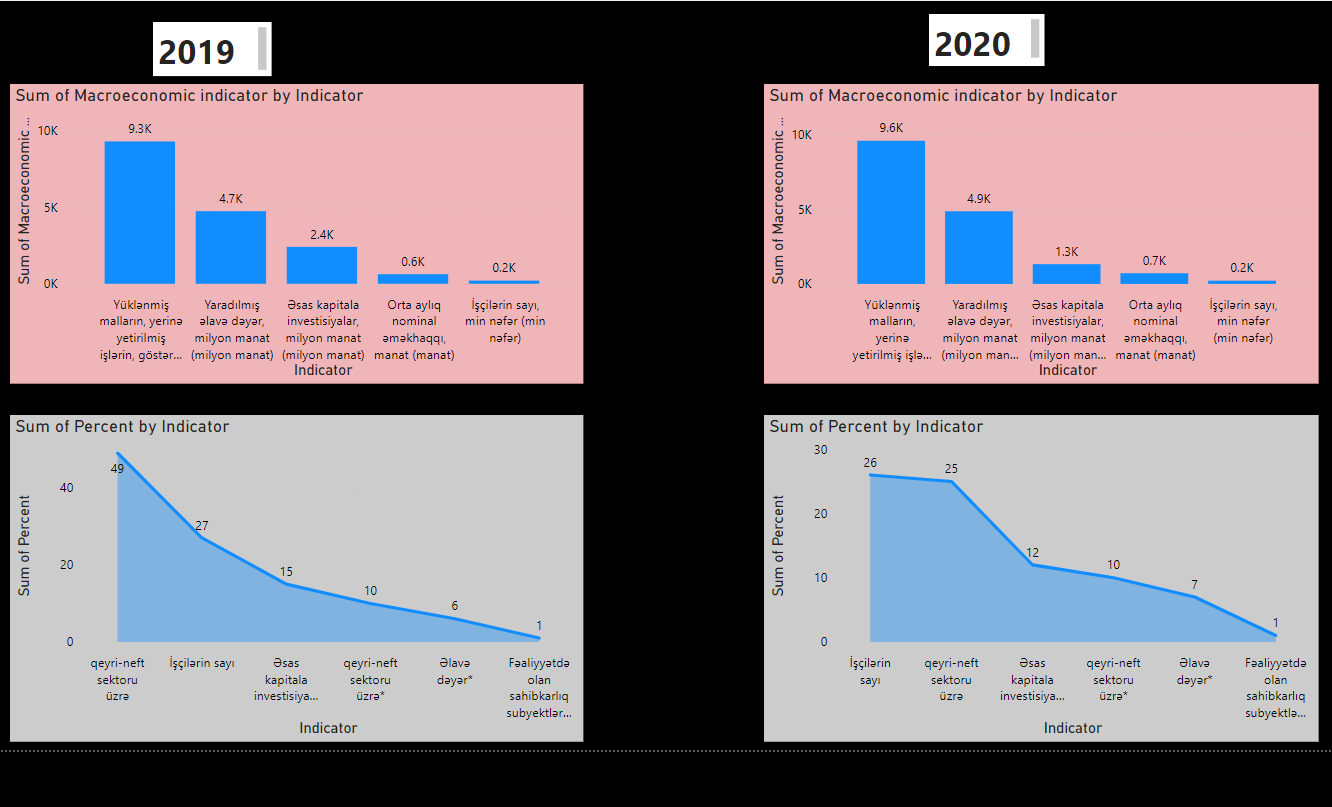 2019
2020
Sum of Macroeconomic indicator by Indicator
Sum of Macroeconomic ...
10K
5K
0K
9.3K
4.7K
2.4K
0.6K
0.2K
Yüklənmiş
malların, yerinə
yetirilmiş
işlərin, göstər...
Yaradılmış
əlavə dəyər,
milyon manat
(milyon manat)
Əsas kapitala
investisiyalar,
milyon manat
(milyon manat)
Orta aylıq
nominal
əməkhaqqı,
manat (manat)
İşçilərin sayı,
min nəfər (min
nəfər)
Indicator
Sum of Macroeconomic indicator by Indicator
Sum of Macroeconomic ...
10K
5K
0K
9.6K
4.9K
1.3K
0.7K
0.2K
Yüklənmiş
malların,
yerinə
yetirilmiş işlə...
Yaradılmış
əlavə dəyər,
milyon manat
(milyon man...
Əsas kapitala
investisiyalar,
milyon manat
(milyon man...
Orta aylıq
nominal
əməkhaqqı,
manat (manat)
İşçilərin sayı,
min nəfər
(min nəfər)
Indicator
Sum of Percent by Indicator
Sum of Percent
40
20
0
49
27
15
10
6
1
qeyri-neft
sektoru
üzrə
İşçilərin sayı
Əsas
kapitala
investisiya...
qeyri-neft
sektoru
üzrə*
Əlavə
dəyər*
Fəaliyyətdə
olan
sahibkarlıq
subyektlər...
Indicator
Sum of Percent by Indicator
Sum of Percent
30
20
10
0
26
25
12
10
7
1
İşçilərin
sayı
qeyri-neft
sektoru
üzrə
Əsas
kapitala
investisiya...
qeyri-neft
sektoru
üzrə*
Əlavə
dəyər*
Fəaliyyətdə
olan
sahibkarlıq
subyektlə...
Indicator